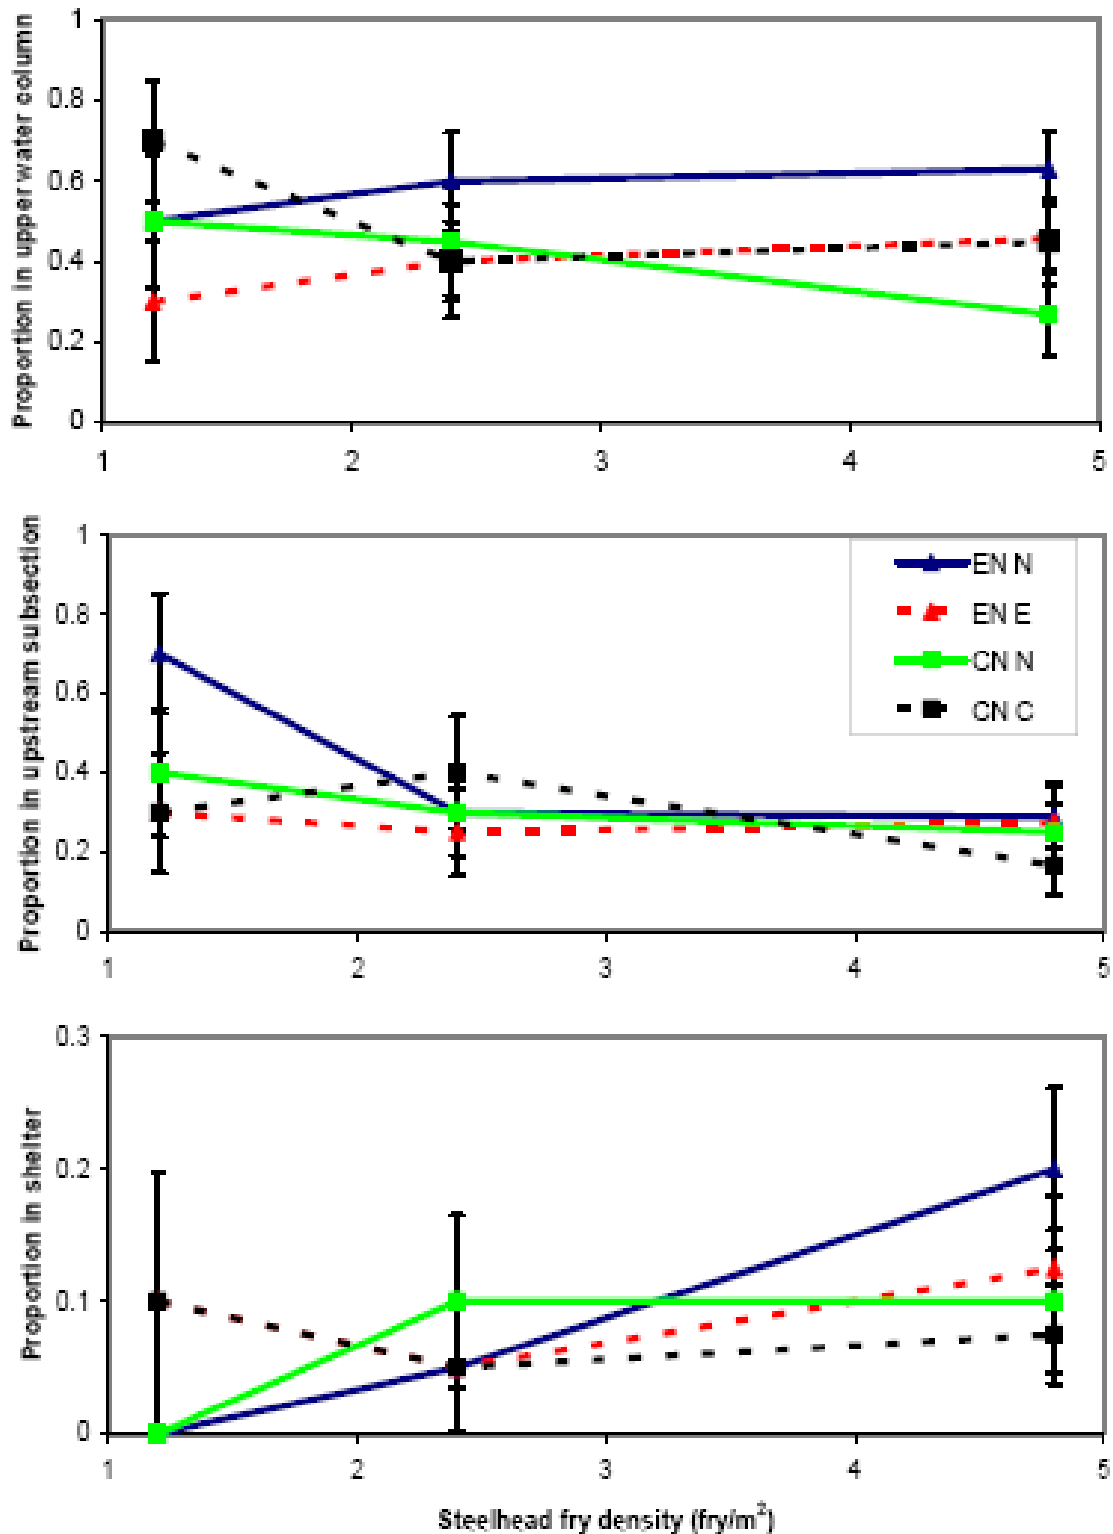 Proportion in upper water column
1
0.8
0.6
0.4
0.2
0
1 2 3 4 5
Proportion in upstream subsection
1
0.8
0.6
0.4
0.2
0
1 2 3 4 5
EN N
EN E
CN N
CN C
Proportion in shelter
0.3
0.2
0.1
0
1 2 3 4 5
Steelhead fry density (fry/m²)